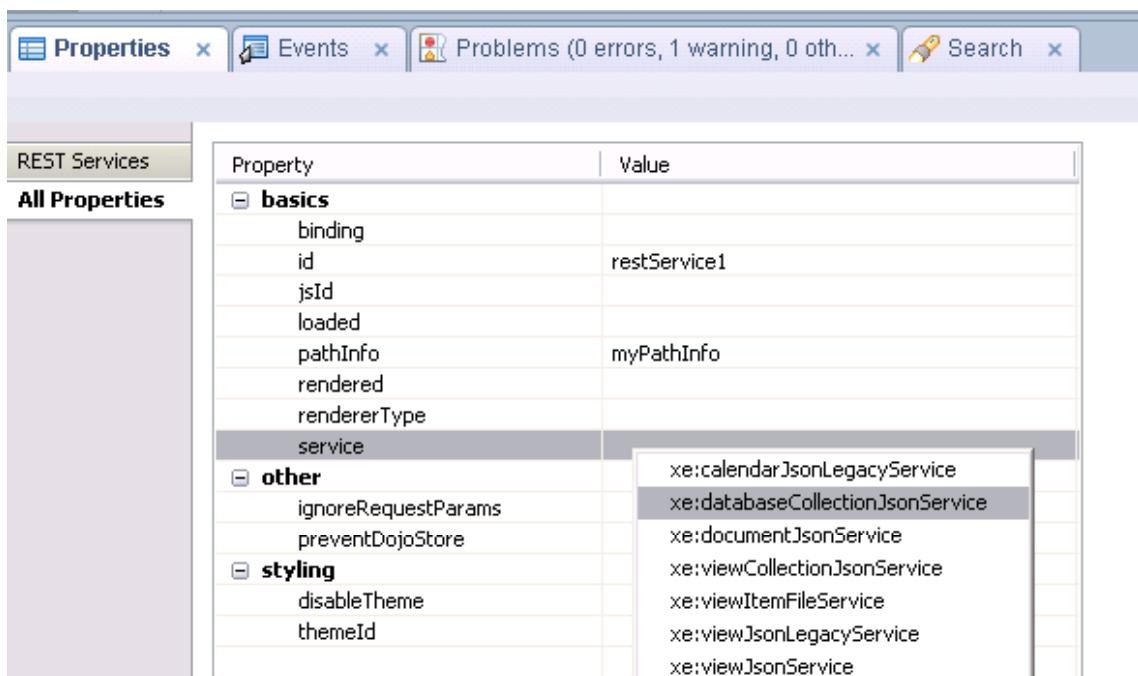 Properties Events Problems (0 errors, 1 warning, 0 oth... Search
REST Services
All Properties
Property Value
basics
binding
id restService1
jsId
loaded
pathInfo myPathInfo
rendered
rendererType
service
xe:calendarJsonLegacyService
other
xe:databaseCollectionJsonService
ignoreRequestParams
xe:documentJsonService
preventDojoStore
xe:viewCollectionJsonService
styling
xe:viewItemFileService
disableTheme
xe:viewJsonLegacyService
themeId
xe:viewJsonService